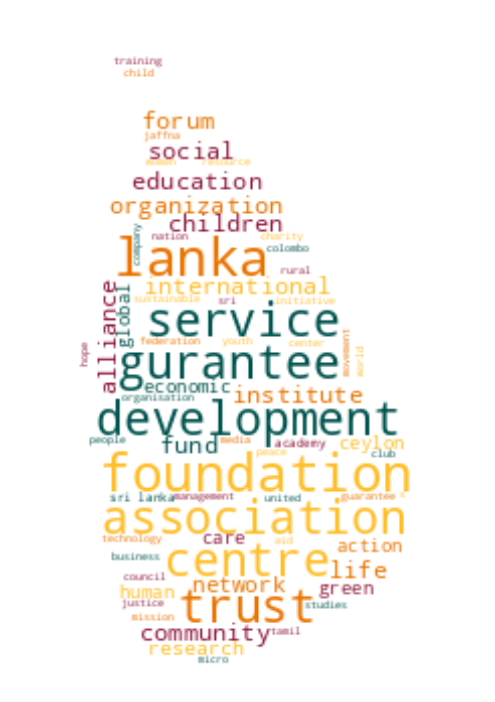 training
child
forum
jaffna
social
women resource
education
organization
children
nation charity
company
colombo
lanka
rural
international
alliance
global
sustainable sri initiative
service
federation youth center
movement
world
hope
gurantee
economic
institute
organisation
development
people
fund
media
academy
ceylon
peace
club
foundation
sri lanka
management
united
guarantee
association
technology
care
aid
action
business
centre
life
council
network
human
green
justice
trust
studies
mission
community
tamil
research
micro